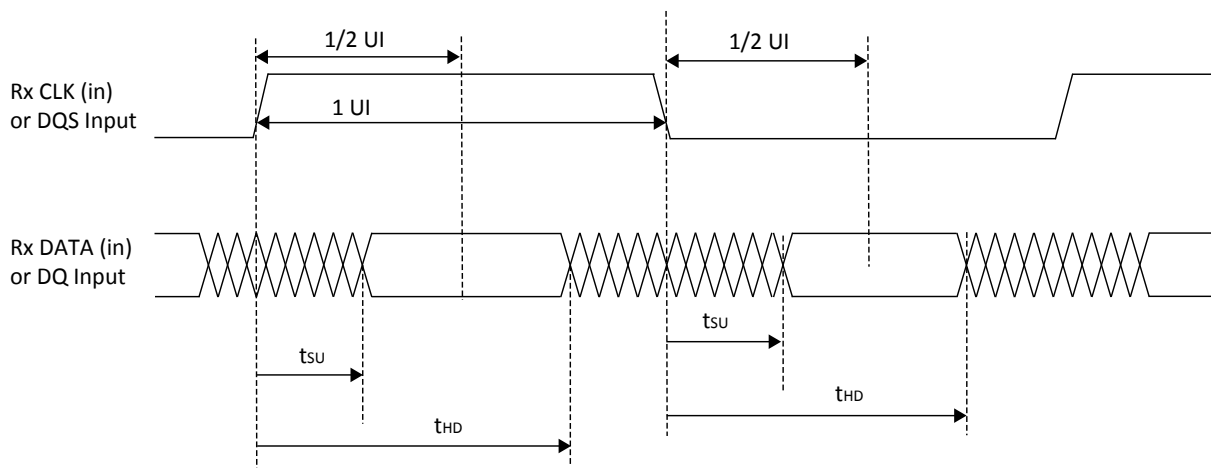 1/2 UI
1/2 UI
Rx CLK (in)
or DQS Input
1 UI
Rx DATA (in)
or DQ Input
tSU
tSU
tHD
tHD